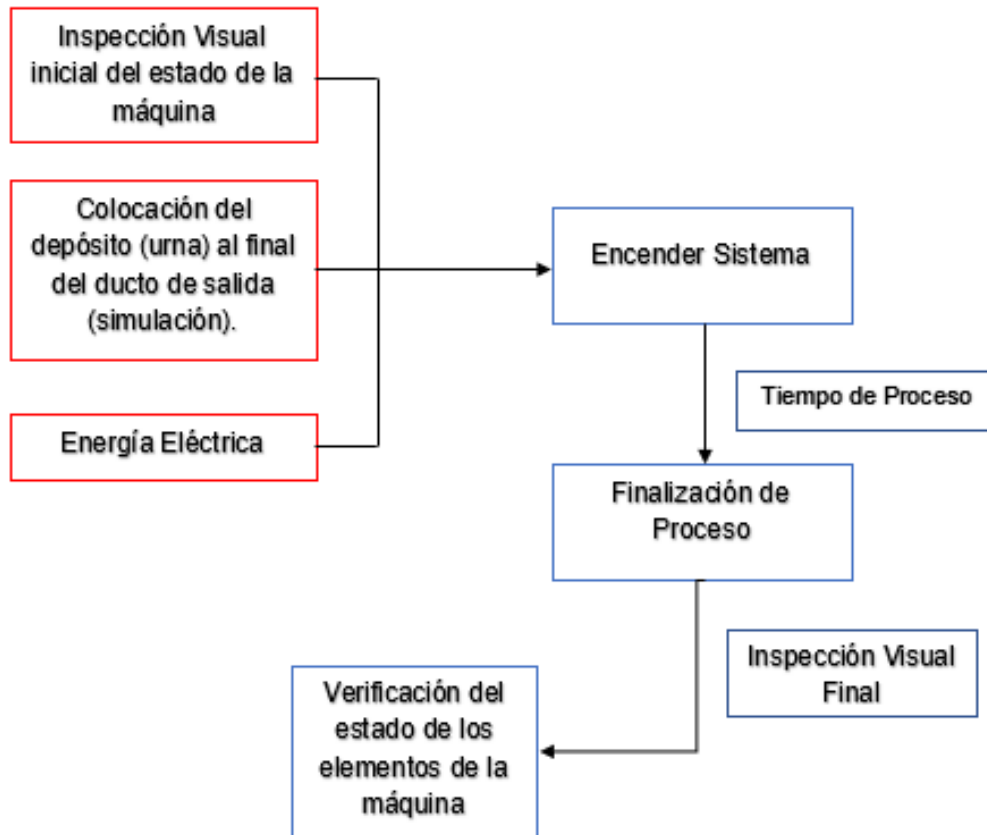 Inspección Visual
inicial del estado de la
máquina
Colocación del
depósito (urna) al final
del ducto de salida
(simulación).
Energía Eléctrica
Encender Sistema
Tiempo de Proceso
Finalización de
Proceso
Inspección Visual
Final
Verificación del
estado de los
elementos de la
máquina